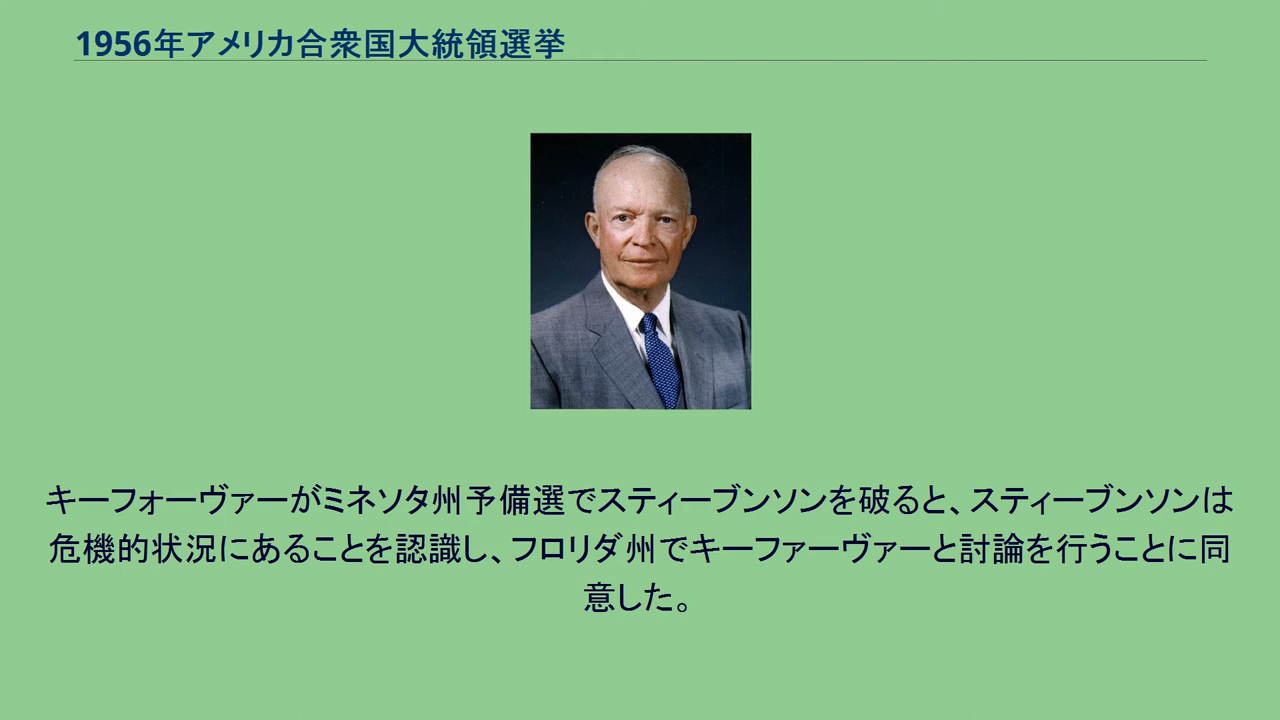 1956年アメリカ合衆国大統領選挙
キーフォーヴァーがミネソタ州予備選でスティーブンソンを破ると、スティーブンソンは
危機的状況にあることを認識し、フロリダ州でキーファーヴァーと討論を行うことに同
意した。